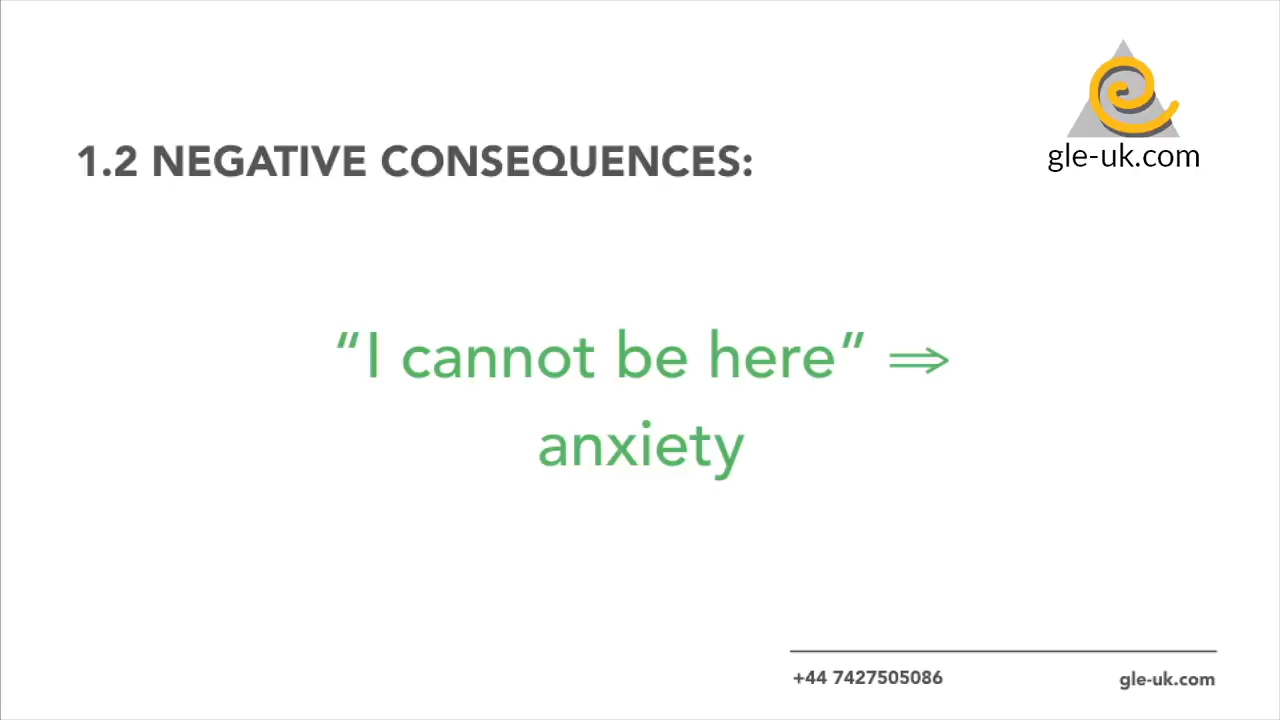 gle-uk.com
1.2 NEGATIVE CONSEQUENCES:
“I cannot be here” ⇒
anxiety
+44 7427505086
gle-uk.com